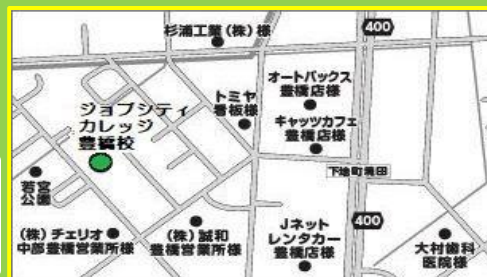 杉浦工業（株）様
400
オートバックス
豊橋店様
トミヤ
看板様
ジョブシティ
カレッジ
豊橋校
キャッツカフェ
豊橋店様
下地町境田
若宮
公園
400
（株）チェリオ
中部豊橋営業所様
（株）誠和
豊橋営業所様
Jネット
レンタカー
豊橋店様
大村歯科
医院様